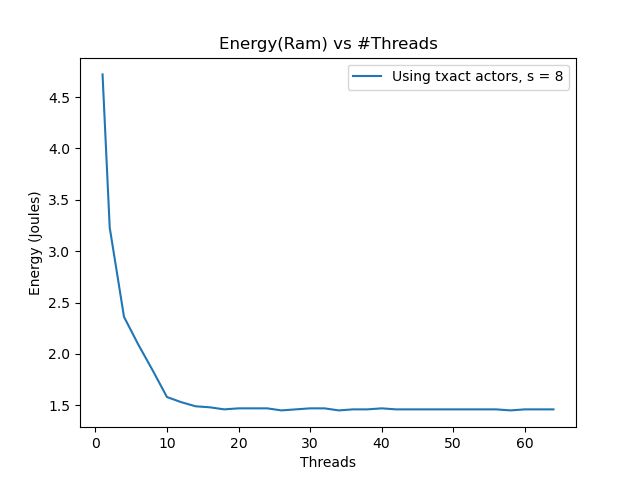 Energy(Ram) vs #Threads
Using txact actors, s = 8
4.5
4.0
3.5
3.0
2.5
2.0
1.5
Energy (Joules)
0 10 20 30 40 50 60
Threads